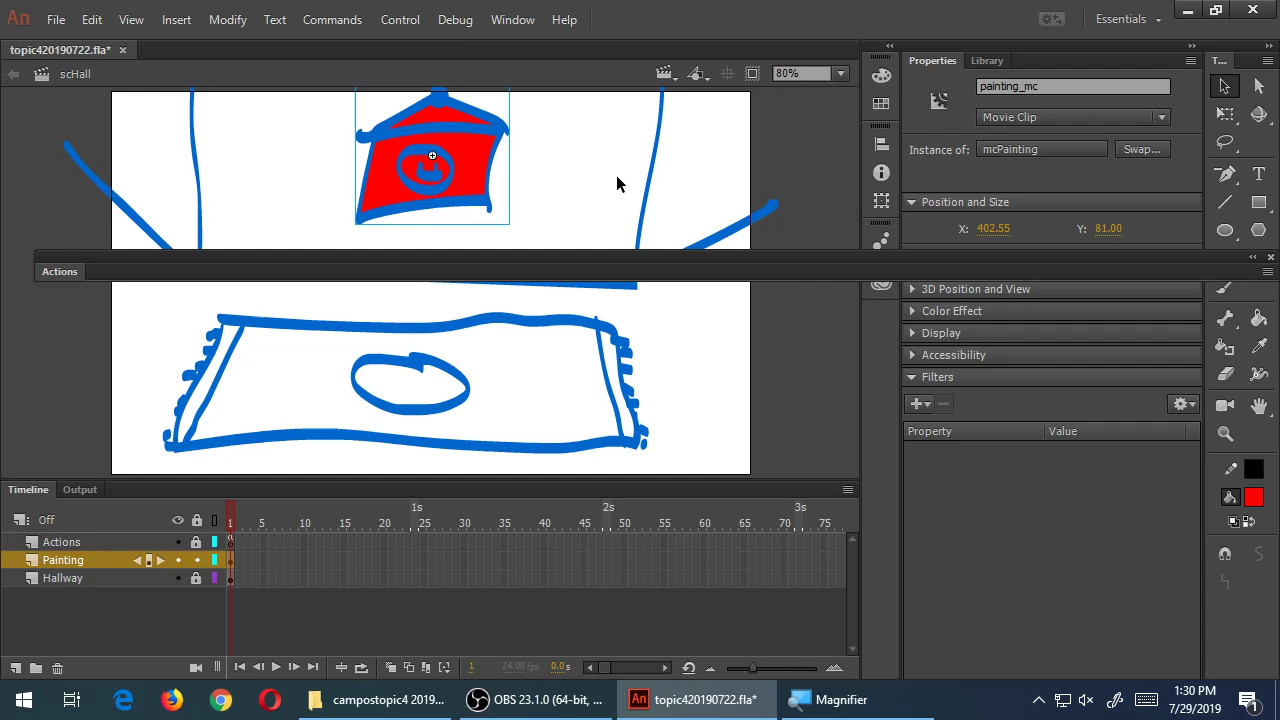 An File Edit View Insert Modify Text Commands Control Debug Window Help Essentials
topic420190722.fla* ×
scHall 80%
Properties Library T...
painting_mc
Movie Clip
Instance of: mcPainting Swap...
Position and Size
X: 402.55 Y: 81.00
Actions
3D Position and View
Color Effect
Display
Accessibility
Filters
Property Value
Timeline Output
1s 2s 3s
Off 1 5 10 15 20 25 30 35 40 45 50 55 60 65 70 75
Actions
Painting
Hallway
1 24.00 fps 0.0 s
campostopic4 2019... OBS 23.1.0 (64-bit, ... An topic420190722.fla* Magnifier
1:30 PM
7/29/2019
1